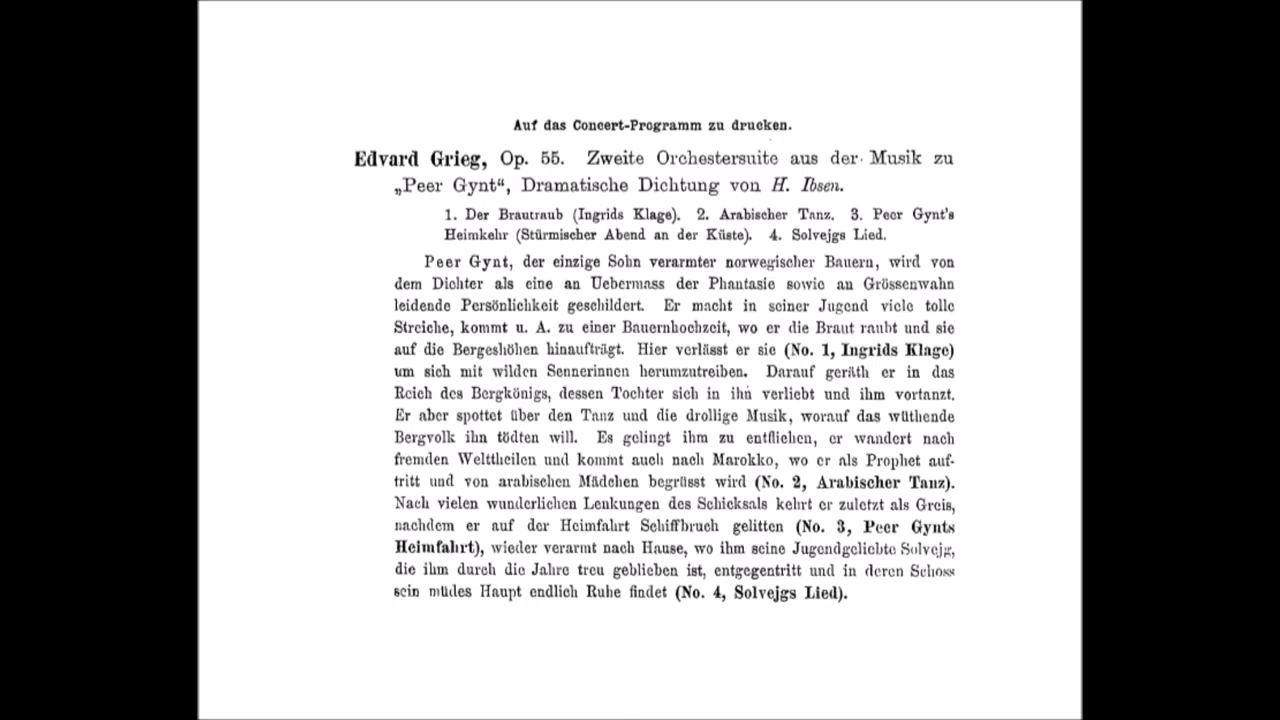 Auf das Concert-Programm zu drucken.
Edvard Grieg, Op. 55. Zweite Orchestersuite aus der Musik zu
„Peer Gynt“, Dramatische Dichtung von H. Ibsen.
1. Der Brautraub (Ingrids Klage). 2. Arabischer Tanz. 3. Peer Gynt's
Heimkehr (Stürmischer Abend an der Küste). 4. Solvejgs Lied.
Peer Gynt, der einzige Sohn verarmter norwegischer Bauern, wird von
dem Dichter als eine an Uebermass der Phantasie sowie an Grössenwahn
leidende Persönlichkeit geschildert. Er macht in seiner Jugend viele tolle
Streiche, kommt u. A. zu einer Bauernhochzeit, wo er die Braut raubt und sie
auf die Bergeshöhen hinaufträgt. Hier verlässt er sie (No. 1, Ingrids Klage)
um sich mit wilden Sennerinnen herumzutreiben. Darauf geräth er in das
Reich des Bergkönigs, dessen Tochter sich in ihn verliebt und ihm vortanzt.
Er aber spottet über den Tanz und die drollige Musik, worauf das wüthende
Bergvolk ihn tödten will. Es gelingt ihm zu entfliehen, er wandert nach
fremden Welttheilen und kommt auch nach Marokko, wo er als Prophet auf-
tritt und von arabischen Mädchen begrüsst wird (No. 2, Arabischer Tanz).
Nach vielen wunderlichen Lenkungen des Schicksals kehrt er zuletzt als Greis,
nachdem er auf der Heimfahrt Schiffbruch gelitten (No. 3, Peer Gynts
Heimfahrt), wieder verarmt nach Hause, wo ihm seine Jugendgeliebte Solvejg,
die ihm durch die Jahre treu geblieben ist, entgegentritt und in deren Schoss
sein müdes Haupt endlich Ruhe findet (No. 4, Solvejgs Lied).